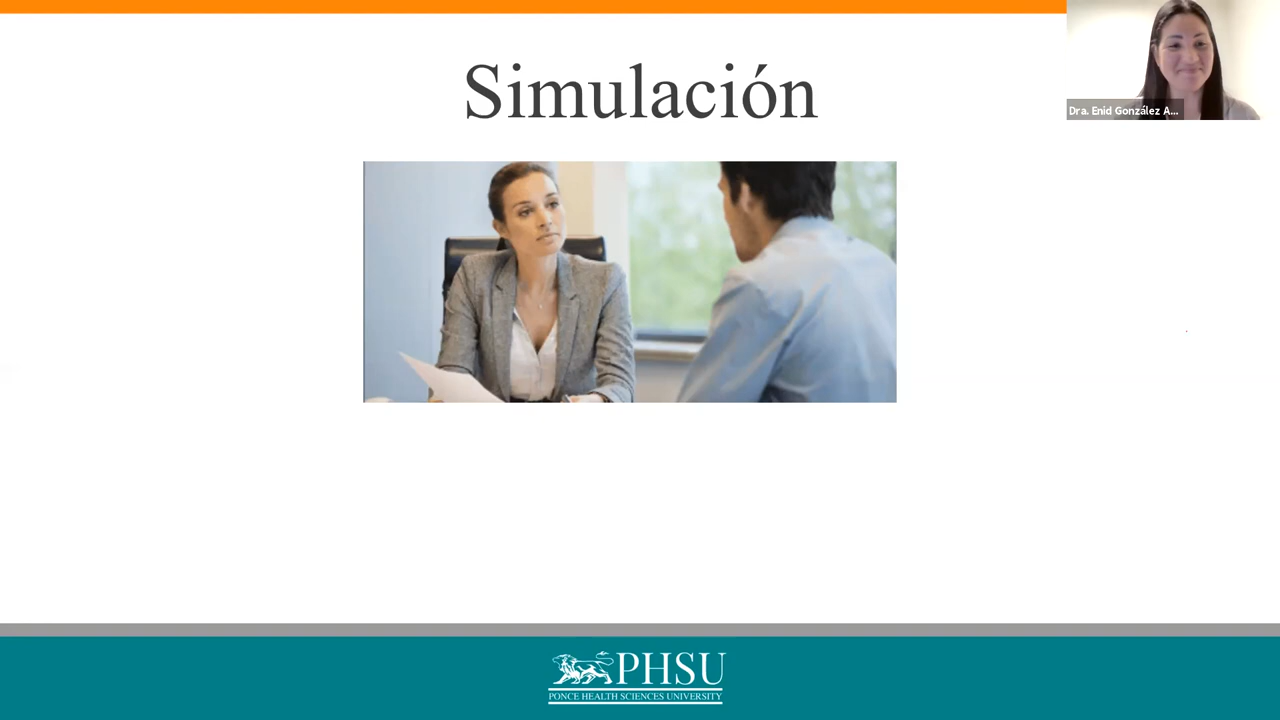 Simulación
Dra. Enid González A...
PHSU
PONCE HEALTH SCIENCES UNIVERSITY